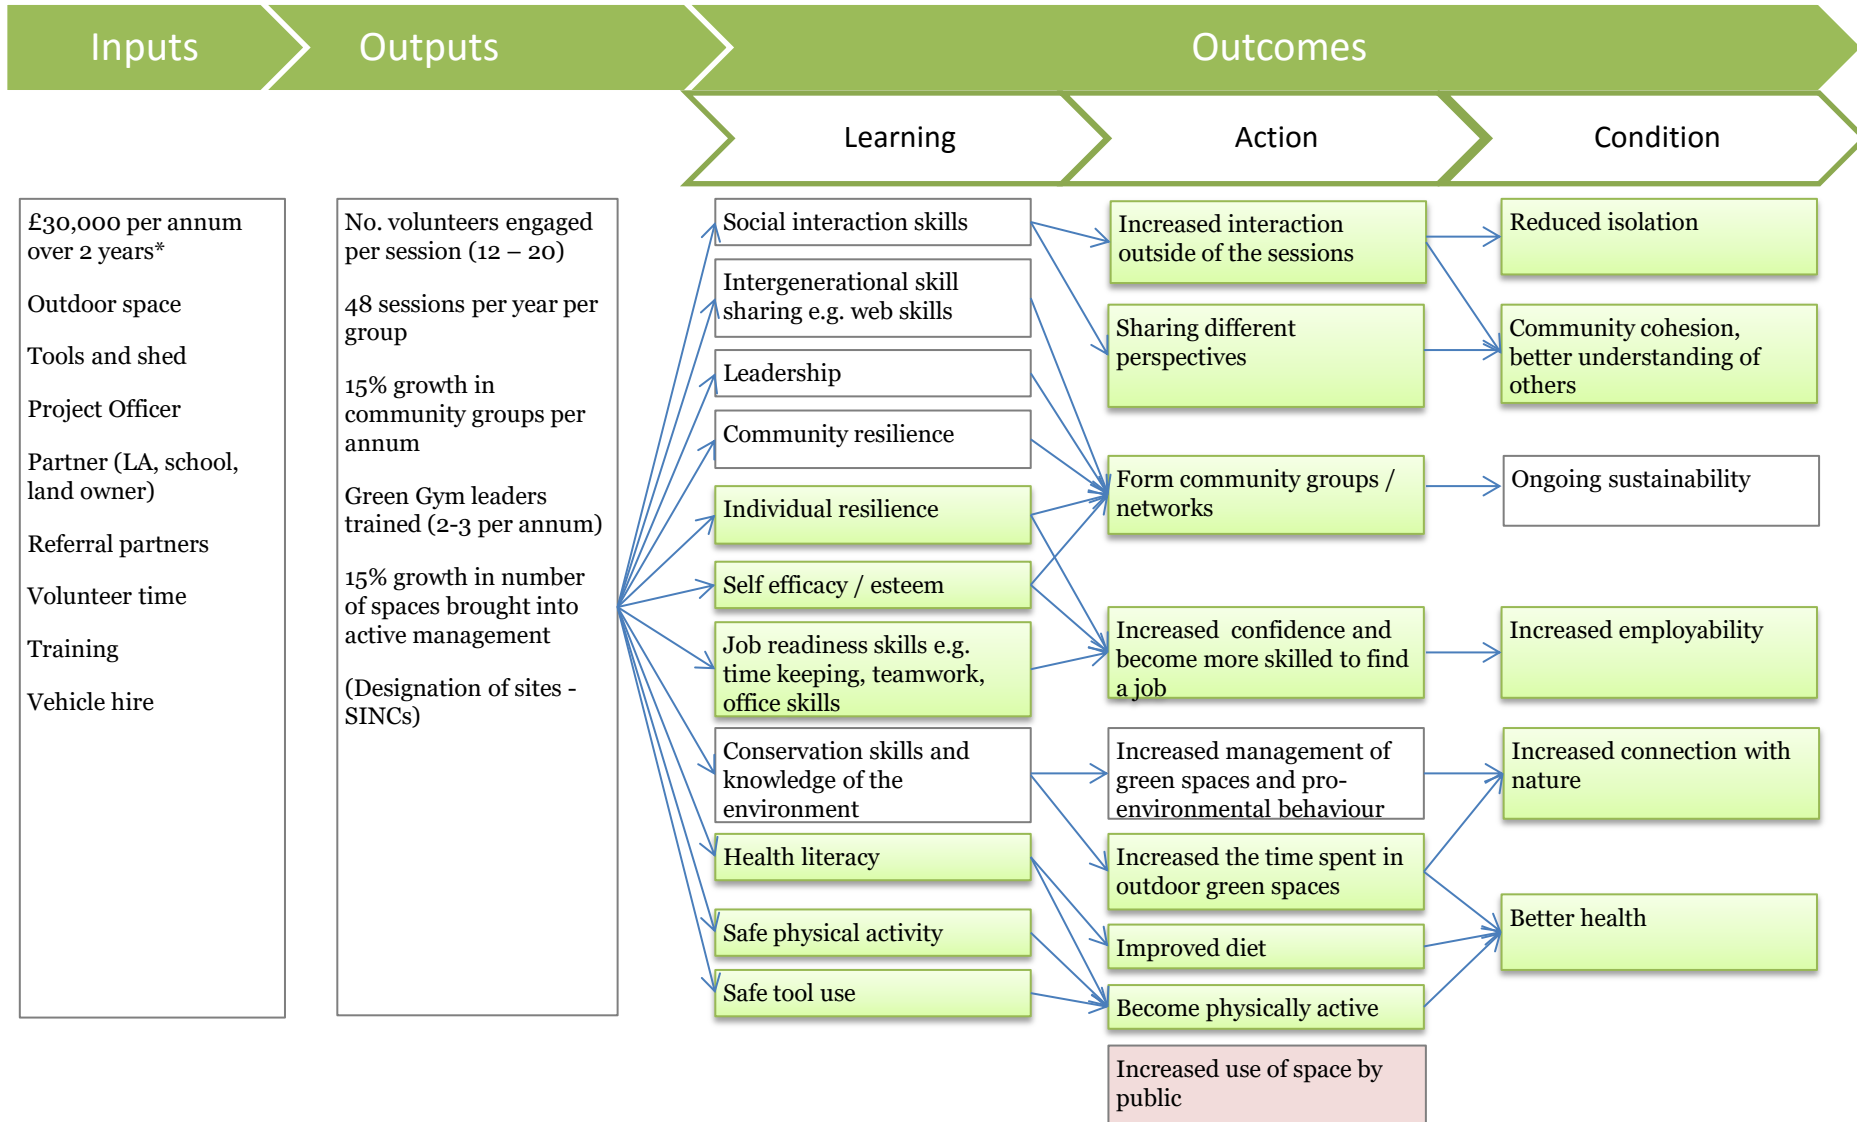 Inputs
Outputs
Outcomes
Learning
Action
Condition
£30,000 per annum
over 2 years*
Outdoor space
Tools and shed
Project Officer
Partner (LA, school,
land owner)
Referral partners
Volunteer time
Training
Vehicle hire
No. volunteers engaged
per session (12 – 20)
48 sessions per year per
group
15% growth in
community groups per
annum
Green Gym leaders
trained (2-3 per annum)
15% growth in number
of spaces brought into
active management
(Designation of sites -
SINCs)
Social interaction skills
Intergenerational skill
sharing e.g. web skills
Leadership
Community resilience
Individual resilience
Self efficacy / esteem
Job readiness skills e.g.
time keeping, teamwork,
office skills
Conservation skills and
knowledge of the
environment
Health literacy
Safe physical activity
Safe tool use
Increased interaction
outside of the sessions
Sharing different
perspectives
Form community groups /
networks
Increased confidence and
become more skilled to find
a job
Increased management of
green spaces and pro-
environmental behaviour
Increased the time spent in
outdoor green spaces
Improved diet
Become physically active
Increased use of space by
public
Reduced isolation
Community cohesion,
better understanding of
others
Ongoing sustainability
Increased employability
Increased connection with
nature
Better health